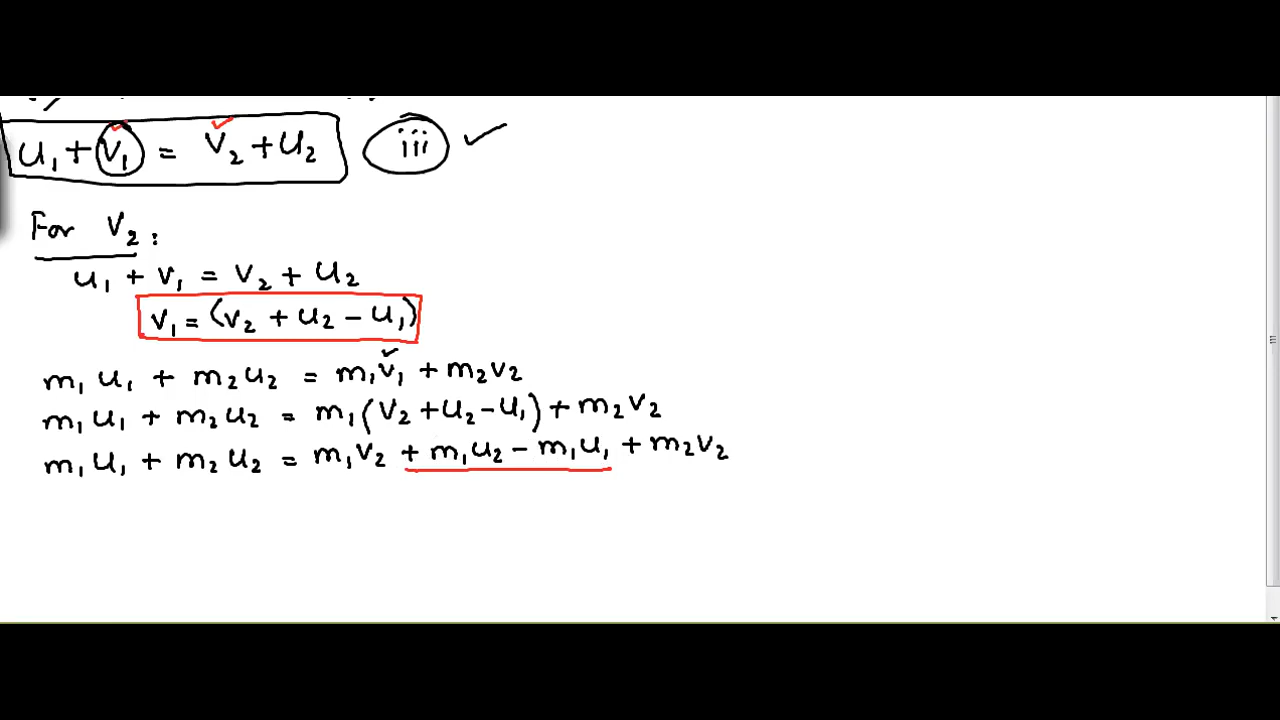 u₁ + v₁ = v₂ + u₂ iii ✓
For v₂:
u₁ + v₁ = v₂ + u₂
v₁ = (v₂ + u₂ - u₁)
m₁u₁ + m₂u₂ = m₁v₁ + m₂v₂
m₁u₁ + m₂u₂ = m₁(v₂ + u₂ - u₁) + m₂v₂
m₁u₁ + m₂u₂ = m₁v₂ + m₁u₂ - m₁u₁ + m₂v₂